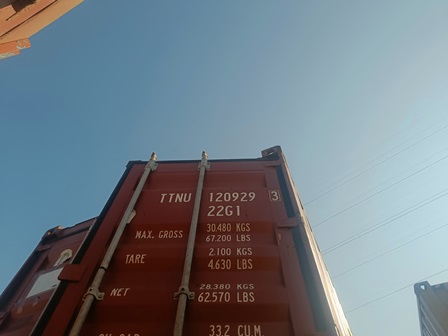 TTNU 120929 3
22G1
MAX. GROSS 30.480 KGS
67.200 LBS
TARE 2.100 KGS
4.630 LBS
NET 28.380 KGS
62.570 LBS
33.2 CU.M